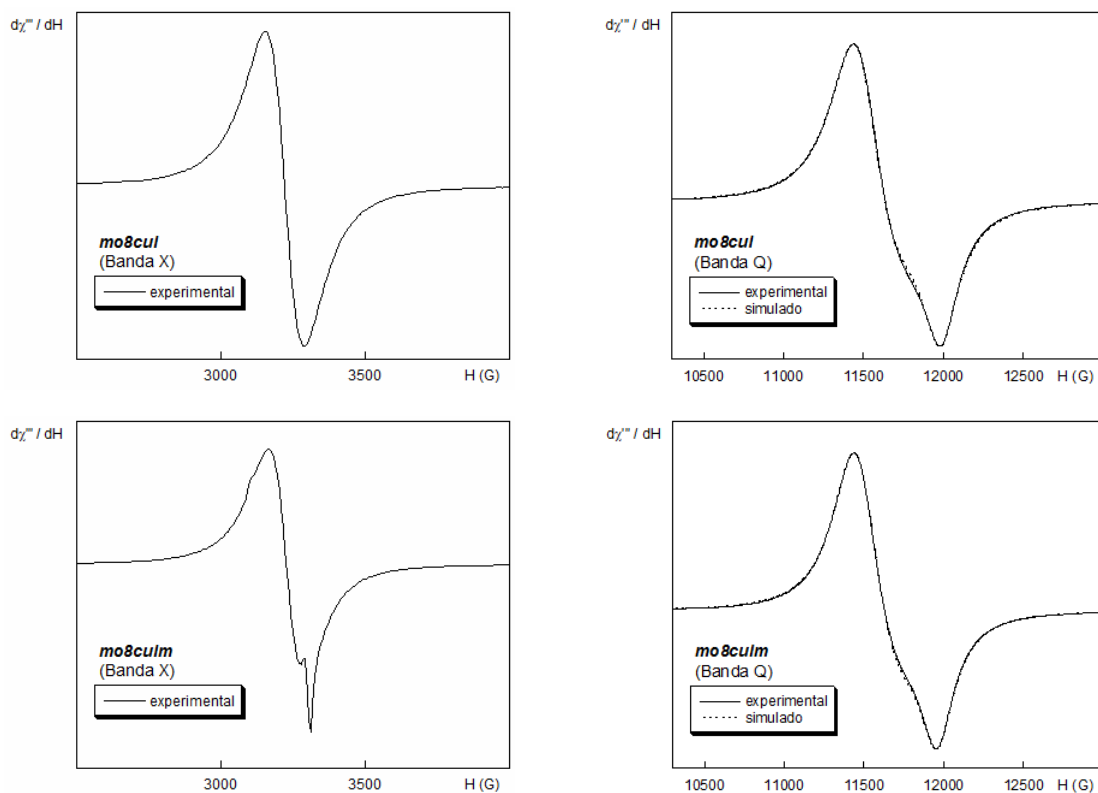 dχ''' / dH
mo8cul
(Banda X)
experimental
3000 3500 H (G)
dχ''' / dH
mo8cul
(Banda Q)
experimental
simulado
10500 11000 11500 12000 12500 H (G)
dχ''' / dH
mo8culm
(Banda X)
experimental
3000 3500 H (G)
dχ''' / dH
mo8culm
(Banda Q)
experimental
simulado
10500 11000 11500 12000 12500 H (G)